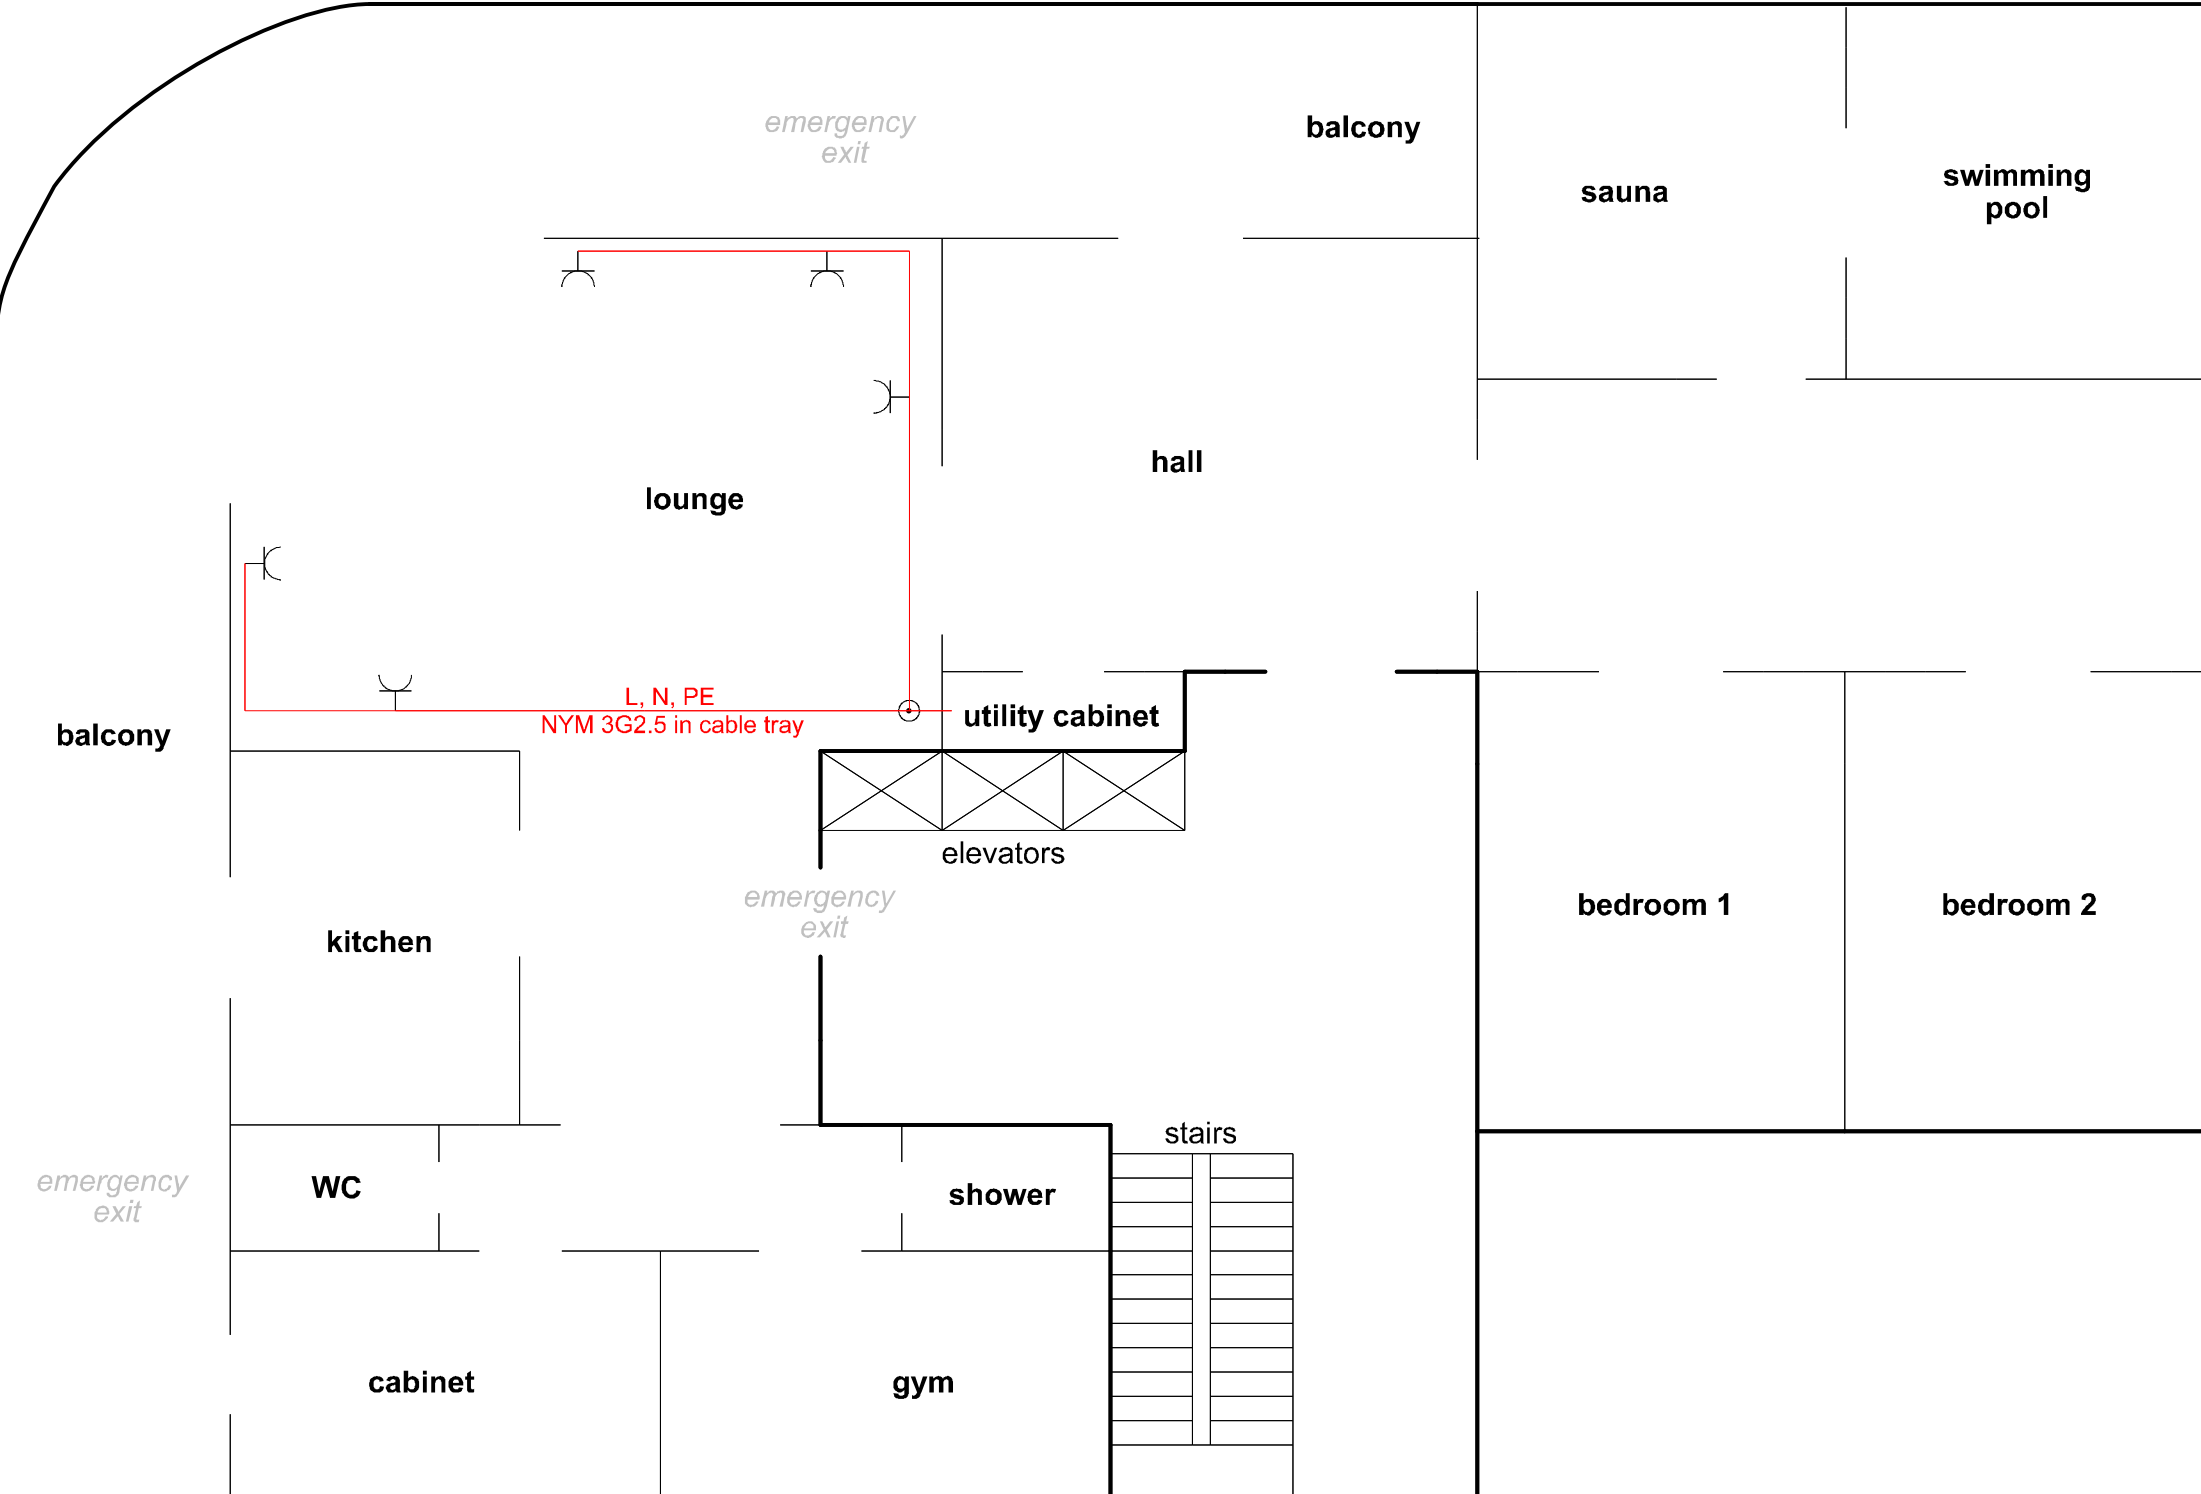 emergency
exit
balcony
sauna
swimming
pool
hall
lounge
L, N, PE
NYM 3G2.5 in cable tray
utility cabinet
balcony
elevators
emergency
exit
kitchen
bedroom 1
bedroom 2
stairs
emergency
exit
WC
shower
cabinet
gym